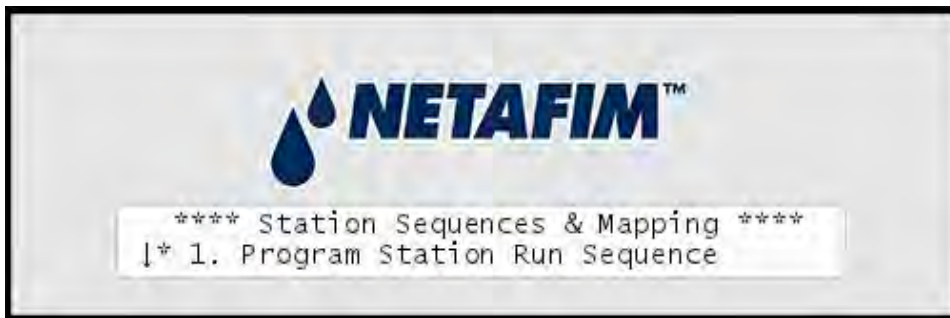 NETAFIM™
**** Station Sequences & Mapping ****
↓* 1. Program Station Run Sequence